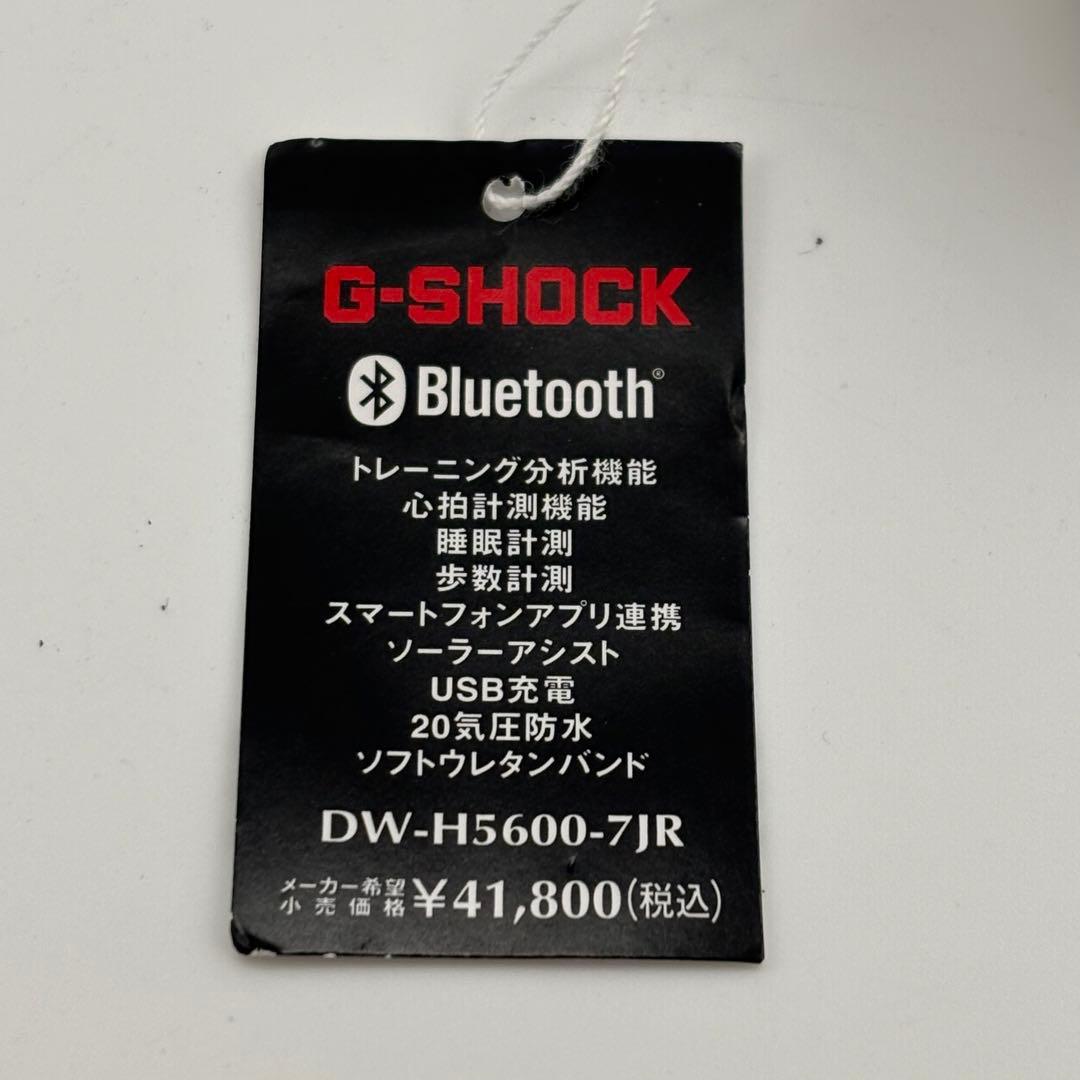 G-SHOCK
Bluetooth®
トレーニング分析機能
心拍計測機能
睡眠計測
歩数計測
スマートフォンアプリ連携
ソーラーアシスト
USB充電
20気圧防水
ソフトウレタンバンド
DW-H5600-7JR
メーカー希望小売価格 ¥41,800(税込)